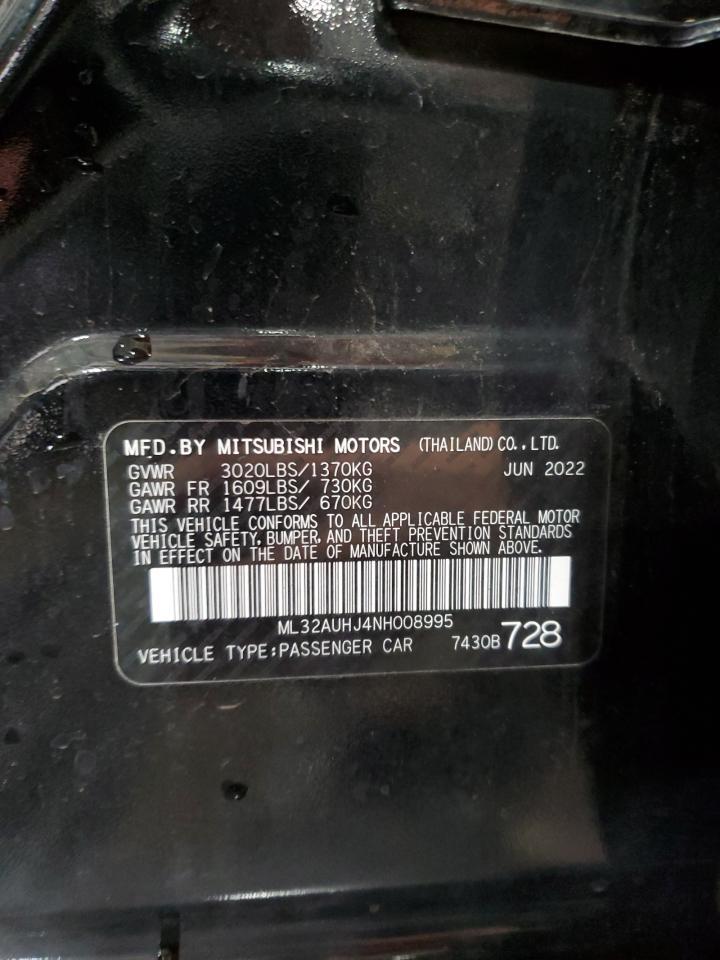 MFD.BY MITSUBISHI MOTORS (THAILAND) CO., LTD.
GVWR 3020LBS/1370KG JUN 2022
GAWR FR 1609LBS/ 730KG
GAWR RR 1477LBS/ 670KG
THIS VEHICLE CONFORMS TO ALL APPLICABLE FEDERAL MOTOR
VEHICLE SAFETY, BUMPER, AND THEFT PREVENTION STANDARDS
IN EFFECT ON THE DATE OF MANUFACTURE SHOWN ABOVE.
ML32AUHJ4NH008995
VEHICLE TYPE:PASSENGER CAR 7430B 728